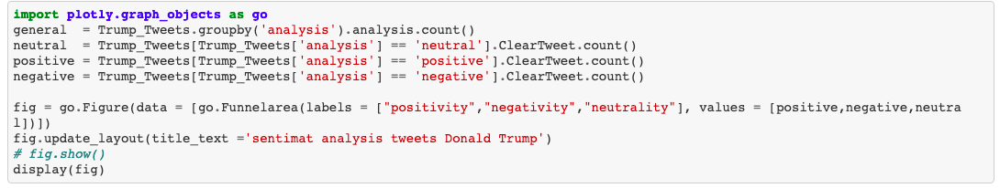 import plotly.graph_objects as go
general  = Trump_Tweets.groupby('analysis').analysis.count()
neutral  = Trump_Tweets[Trump_Tweets['analysis'] == 'neutral'].ClearTweet.count()
positive = Trump_Tweets[Trump_Tweets['analysis'] == 'positive'].ClearTweet.count()
negative = Trump_Tweets[Trump_Tweets['analysis'] == 'negative'].ClearTweet.count()

fig = go.Figure(data = [go.Funnelarea(labels = ["positivity","negativity","neutrality"], values = [positive,negative,neutra
l])])
fig.update_layout(title_text ='sentimat analysis tweets Donald Trump')
# fig.show()
display(fig)